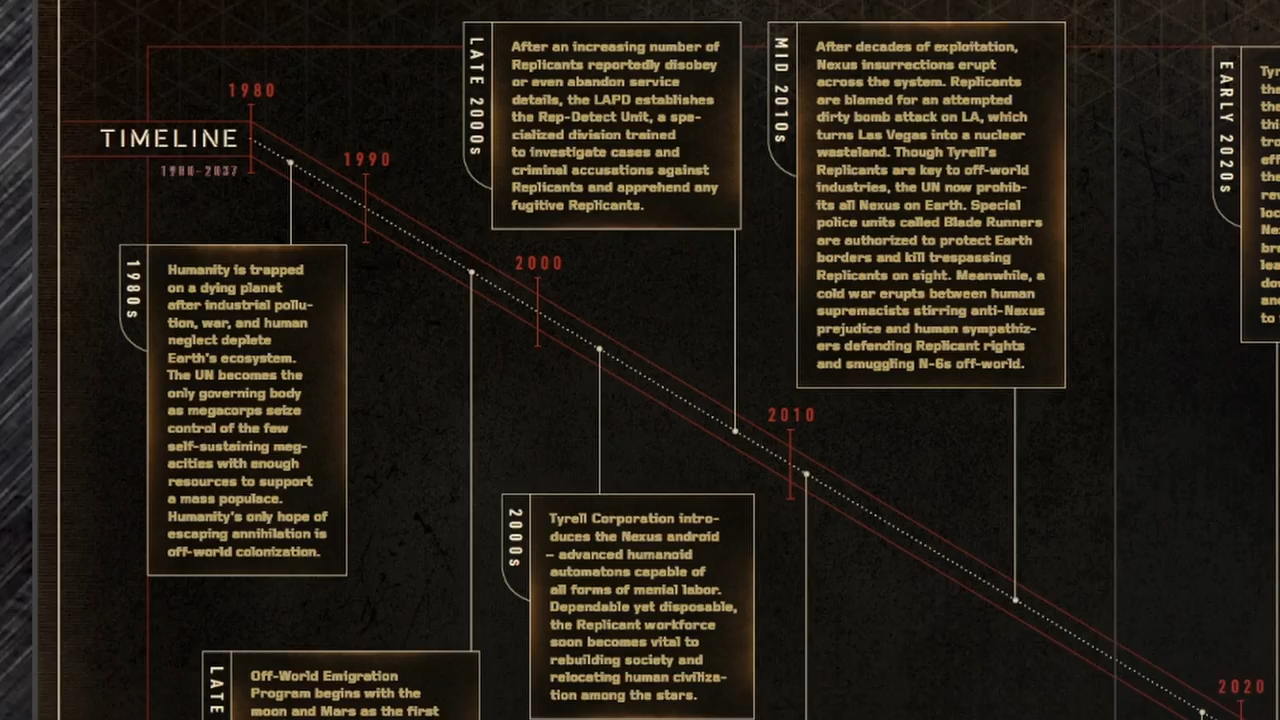 TIMELINE
1980-2037
1980
1990
2000
2010
2020
1980s
Humanity is trapped
on a dying planet
after industrial pollu-
tion, war, and human
neglect deplete
Earth's ecosystem.
The UN becomes the
only governing body
as megacorps seize
control of the few
self-sustaining meg-
acities with enough
resources to support
a mass populace.
Humanity's only hope of
escaping annihilation is
off-world colonization.
LATE
Off-World Emigration
Program begins with the
moon and Mars as the first
2000s
Tyrell Corporation intro-
duces the Nexus android
– advanced humanoid
automatons capable of
all forms of menial labor.
Dependable yet disposable,
the Replicant workforce
soon becomes vital to
rebuilding society and
relocating human civiliza-
tion among the stars.
LATE 2000s
After an increasing number of
Replicants reportedly disobey
or even abandon service
details, the LAPD establishes
the Rep-Detect Unit, a spe-
cialized division trained
to investigate cases and
criminal accusations against
Replicants and apprehend any
fugitive Replicants.
MID 2010s
After decades of exploitation,
Nexus insurrections erupt
across the system. Replicants
are blamed for an attempted
dirty bomb attack on LA, which
turns Las Vegas into a nuclear
wasteland. Though Tyrell's
Replicants are key to off-world
industries, the UN now prohib-
its all Nexus on Earth. Special
police units called Blade Runners
are authorized to protect Earth
borders and kill trespassing
Replicants on sight. Meanwhile, a
cold war erupts between human
supremacists stirring anti-Nexus
prejudice and human sympathiz-
ers defending Replicant rights
and smuggling N-6s off-world.
EARLY 2020s